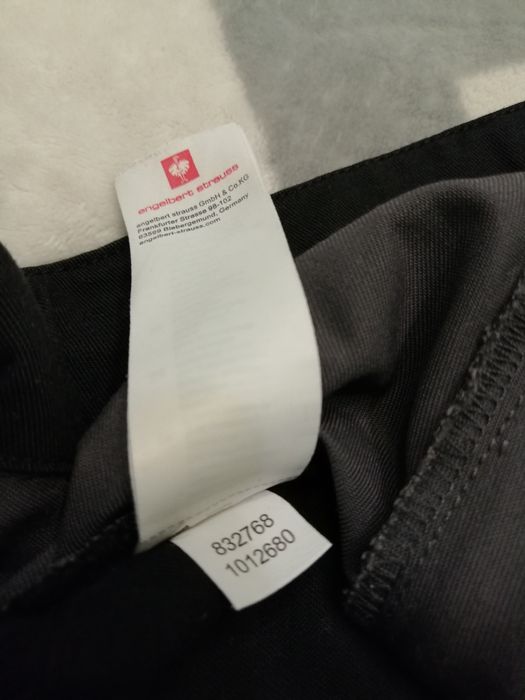 engelbert strauss
engelbert strauss GmbH & Co.KG
Frankfurter Strasse 98-102
63599 Biebergemünd, Germany
engelbert-strauss.com
832768
1012680